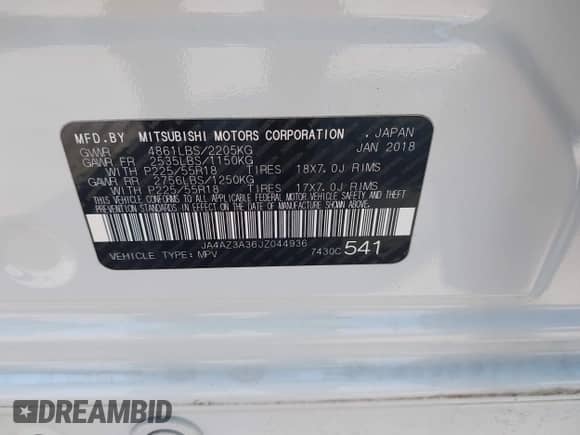 MFD.BY MITSUBISHI MOTORS CORPORATION , JAPAN
GVWR 4861LBS/2205KG JAN 2018
GAWR FR 2535LBS/1150KG
WITH P225/55R18 TIRES 18X7.0J RIMS
GAWR RR 2756LBS/1250KG
WITH P225/55R18 TIRES 17X7.0J RIMS
THIS VEHICLE CONFORMS TO ALL APPLICABLE FEDERAL MOTOR VEHICLE SAFETY AND THEFT
PREVENTION STANDARDS IN EFFECT ON THE DATE OF MANUFACTURE SHOWN ABOVE.
JA4AZ3A36JZ044936
VEHICLE TYPE: MPV 7430C 541
DREAMBID